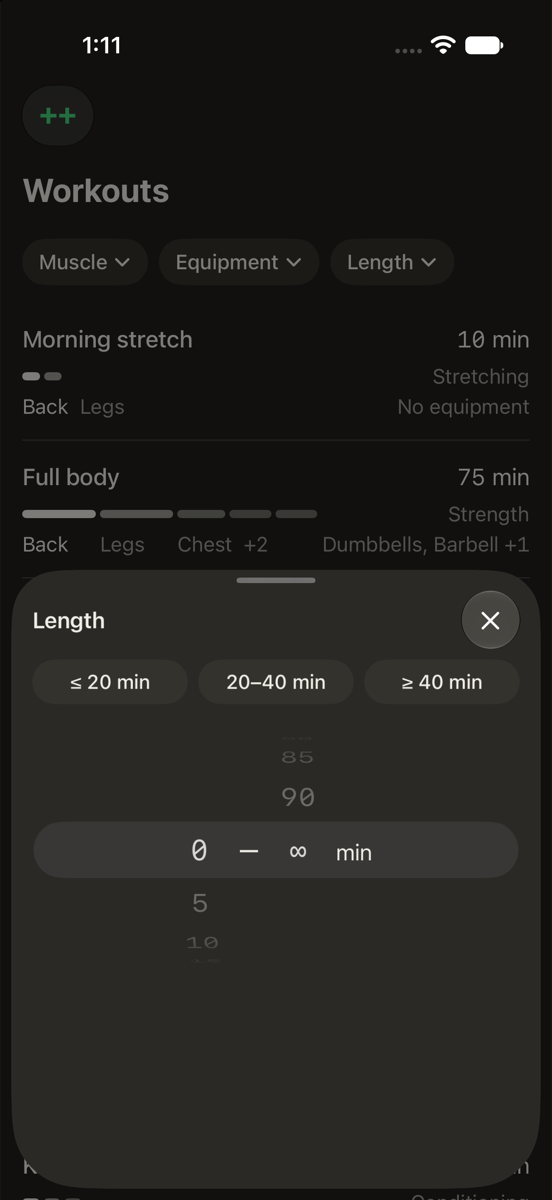 1:11
++
Workouts
Muscle Equipment Length
Morning stretch 10 min
Stretching
Back Legs No equipment
Full body 75 min
Strength
Back Legs Chest +2 Dumbbells, Barbell +1
Length
≤ 20 min 20–40 min ≥ 40 min
85
90
0 – ∞ min
5
10